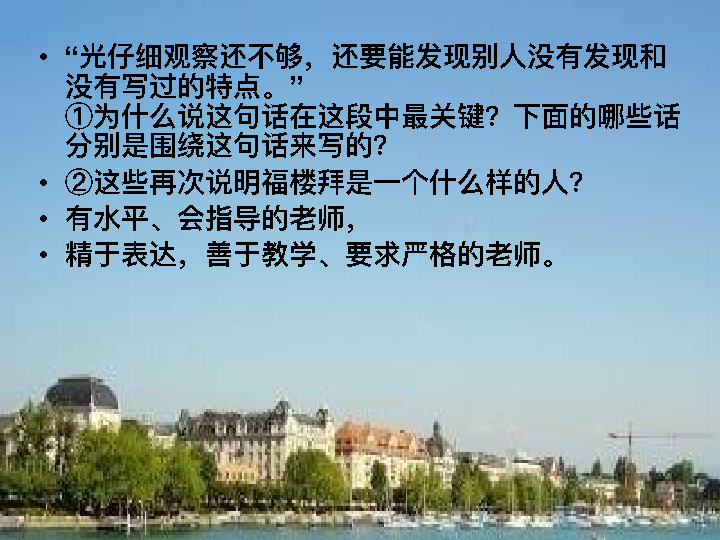 • “光仔细观察还不够，还要能发现别人没有发现和
没有写过的特点。”
①为什么说这句话在这段中最关键？下面的哪些话
分别是围绕这句话来写的？
• ②这些再次说明福楼拜是一个什么样的人？
• 有水平、会指导的老师，
• 精于表达，善于教学、要求严格的老师。